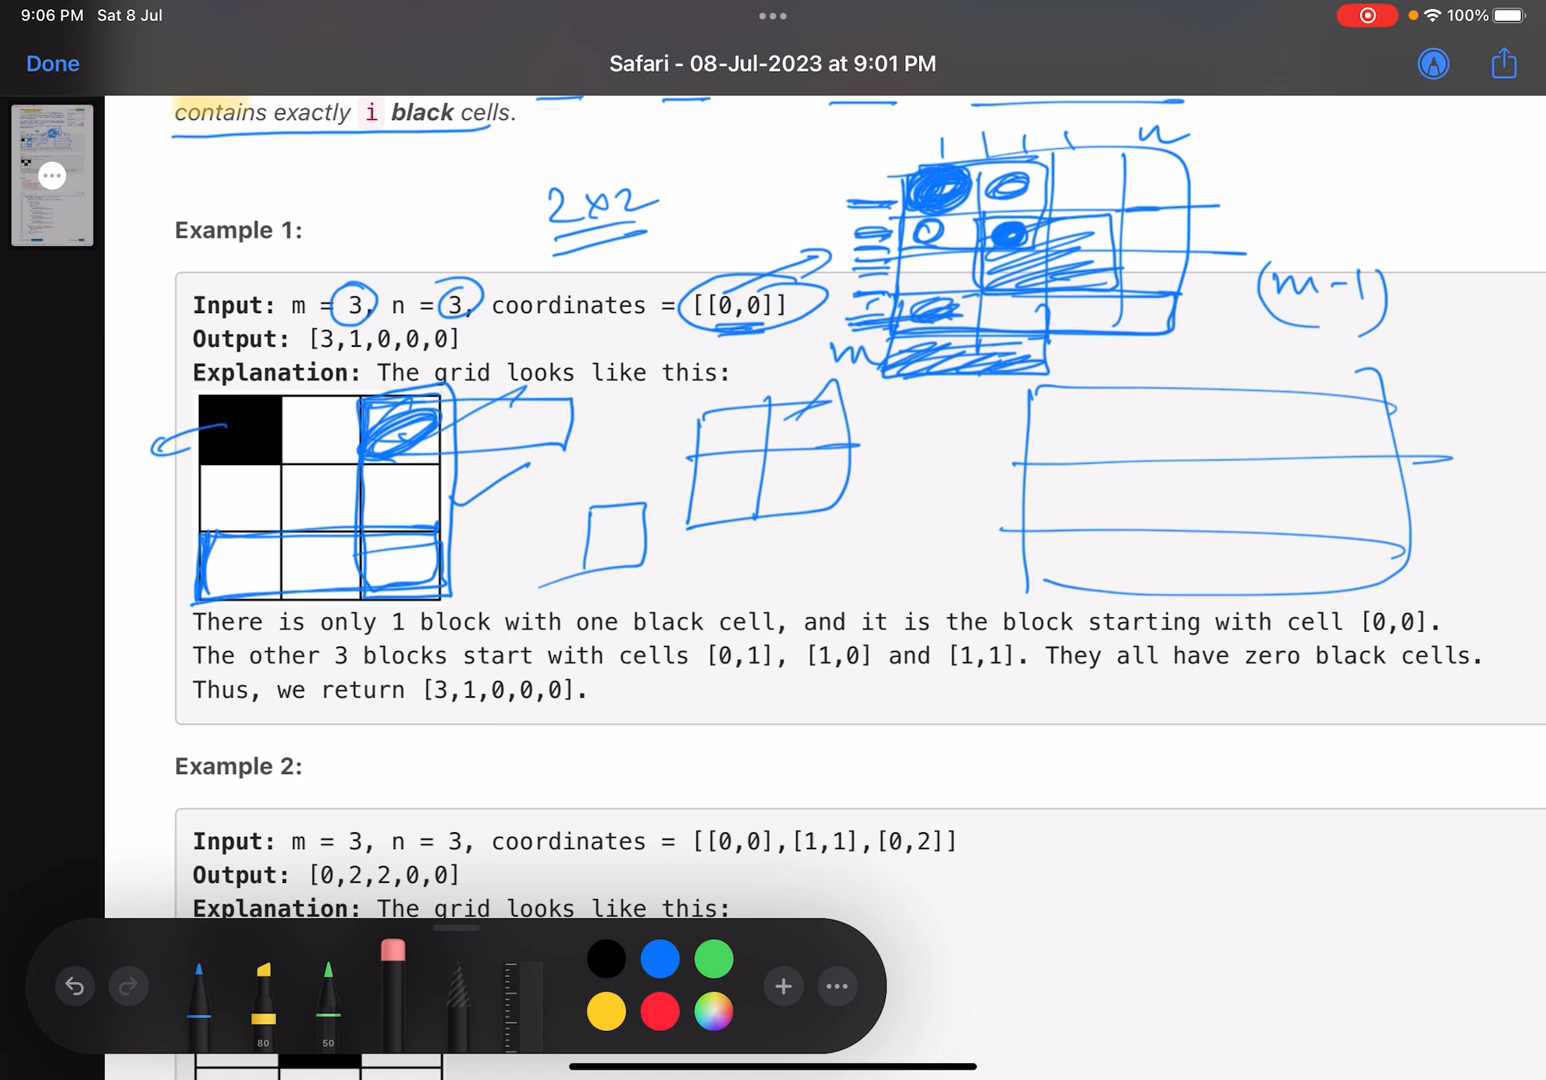 9:06 PM Sat 8 Jul
100%
Done
Safari - 08-Jul-2023 at 9:01 PM
contains exactly i black cells.
n
2×2
Example 1:
(m-1)
Input: m = 3, n = 3, coordinates = [[0,0]]
Output: [3,1,0,0,0]
m
Explanation: The grid looks like this:
There is only 1 block with one black cell, and it is the block starting with cell [0,0].
The other 3 blocks start with cells [0,1], [1,0] and [1,1]. They all have zero black cells.
Thus, we return [3,1,0,0,0].
Example 2:
Input: m = 3, n = 3, coordinates = [[0,0],[1,1],[0,2]]
Output: [0,2,2,0,0]
Explanation: The grid looks like this:
80
50